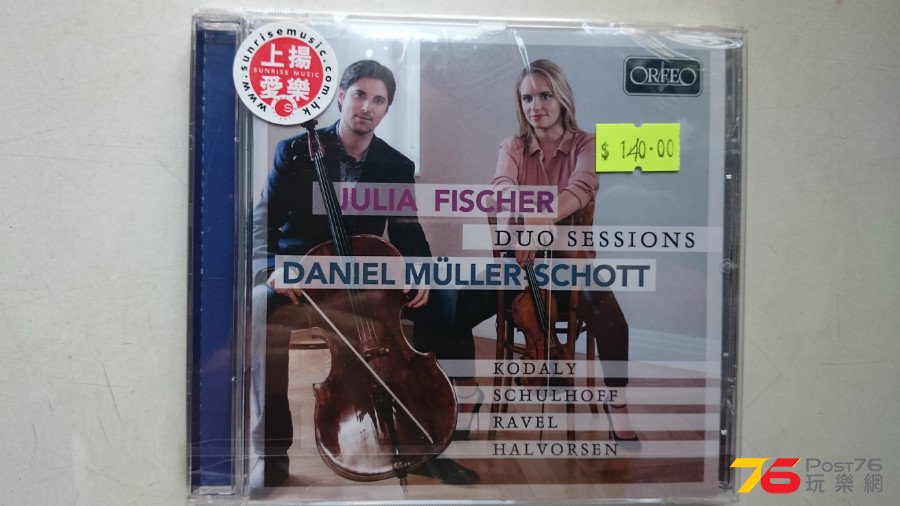 www.sunrisemusic.com.hk
上揚
SUNRISE MUSIC
愛樂
S
ORFEO
$ 140.00
JULIA FISCHER
DUO SESSIONS
DANIEL MÜLLER-SCHOTT
KODALY
SCHULHOFF
RAVEL
HALVORSEN
76 Post76
玩樂網